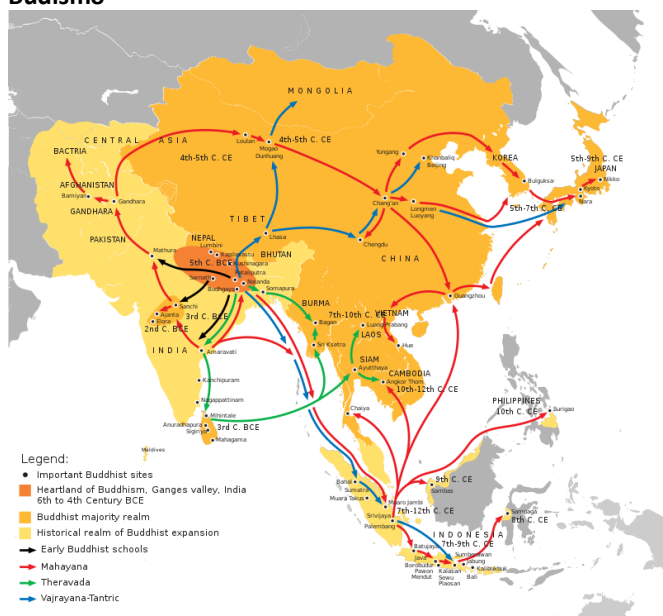 Budismo
MONGOLIA
CENTRAL ASIA
BACTRIA
Loulan
4th-5th C. CE
Mogao
Dunhuang
4th-5th C. CE
Yungang
Khanbaliq
Beijing
KOREA
5th-9th C. CE
JAPAN
Nikko
Kyoto
Nara
Bulguksa
5th-7th C. CE
AFGHANISTAN
Bamiyan
Gandhara
GANDHARA
Chang'an
Longmen
Luoyang
TIBET
PAKISTAN
Mathura
NEPAL
Lumbini
Kapilavastu
Kushinagara
5th C. BCE
Lhasa
BHUTAN
Chengdu
CHINA
Sarnath
Pataliputra
Nalanda
Bodhgaya
Somapura
Sanchi
Ajanta
Ellora
3rd C. BCE
2nd C. BCE
INDIA
Amaravati
BURMA
Bagan
Sri Ksetra
7th-10th C. CE
VIETNAM
Luang Prabang
LAOS
Hue
Guangzhou
SIAM
Ayutthaya
CAMBODIA
Angkor Thom
10th-12th C. CE
Kanchipuram
Nagappattinam
Mihintale
Anuradhapura
Sigiriya
3rd C. BCE
Mahagama
Maldives
Chaiya
PHILIPPINES
10th C. CE
Surigao
Bahal
Sumatra
Muara Takus
Muaro Jambi
7th-12th C. CE
Srivijaya
Palembang
9th C. CE
Sambas
Sempaga
8th C. CE
INDONESIA
7th-9th C. CE
Batujaya
Java
Borobudur
Pawon
Mendut
Kalasan
Sewu
Plaosan
Sumberawan
Jabung
Bali
Kalibukbuk
Legend:
Important Buddhist sites
Heartland of Buddhism, Ganges valley, India
6th to 4th Century BCE
Buddhist majority realm
Historical realm of Buddhist expansion
Early Buddhist schools
Mahayana
Theravada
Vajrayana-Tantric